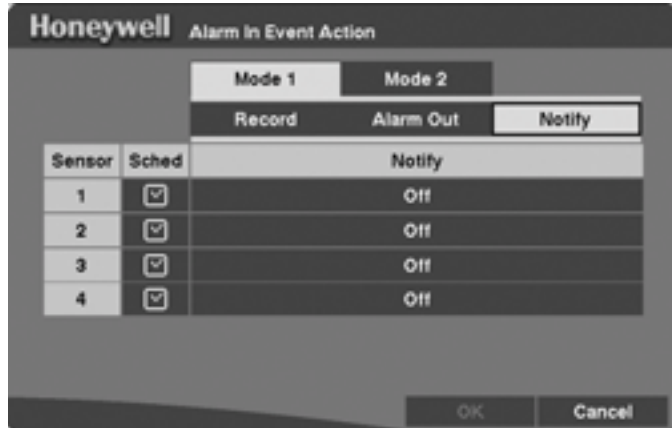 Honeywell Alarm In Event Action
Mode 1 Mode 2
Record Alarm Out Notify
Sensor Sched Notify
1 Off
2 Off
3 Off
4 Off
OK Cancel